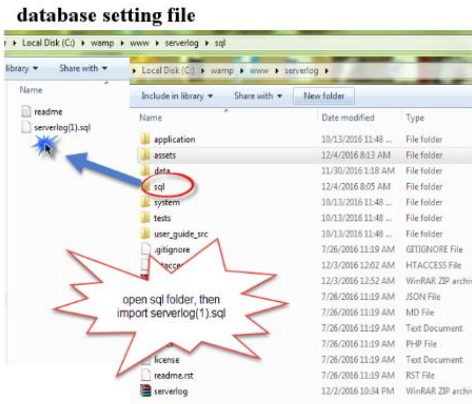 database setting file
r ▸ Local Disk (C:) ▸ wamp ▸ www ▸ serverlog ▸ sql
library ▾ Share with ▾
Name
readme
serverlog(1).sql
▸ Local Disk (C:) ▸ wamp ▸ www ▸ serverlog ▸
Include in library ▾ Share with ▾ New folder
Name Date modified Type
application 10/13/2016 11:48 ... File folder
assets 12/4/2016 8:13 AM File folder
data 11/30/2016 1:18 AM File folder
sql 12/4/2016 8:05 AM File folder
system 10/13/2016 11:48 ... File folder
tests 10/13/2016 11:48 ... File folder
user_guide_src 10/13/2016 11:48 ... File folder
.gitignore 7/26/2016 11:19 AM GITIGNORE File
12/3/2016 12:02 AM HTACCESS File
12/3/2016 12:52 AM WinRAR ZIP archiv
7/26/2016 11:19 AM JSON File
7/26/2016 11:19 AM MD File
7/26/2016 11:19 AM Text Document
7/26/2016 11:19 AM PHP File
license 7/26/2016 11:19 AM Text Document
readme.rst 7/26/2016 11:19 AM RST File
serverlog 12/2/2016 10:34 PM WinRAR ZIP archiv
open sql folder, then
import serverlog(1).sql